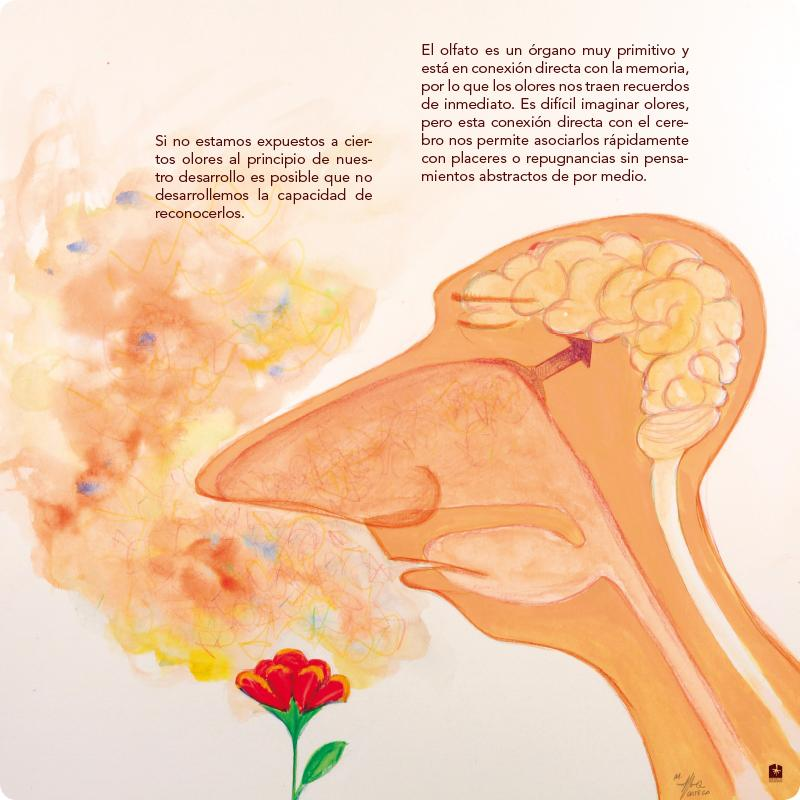 El olfato es un órgano muy primitivo y
está en conexión directa con la memoria,
por lo que los olores nos traen recuerdos
de inmediato. Es difícil imaginar olores,
pero esta conexión directa con el cere-
bro nos permite asociarlos rápidamente
con placeres o repugnancias sin pensa-
mientos abstractos de por medio.
Si no estamos expuestos a cier-
tos olores al principio de nues-
tro desarrollo es posible que no
desarrollemos la capacidad de
reconocerlos.